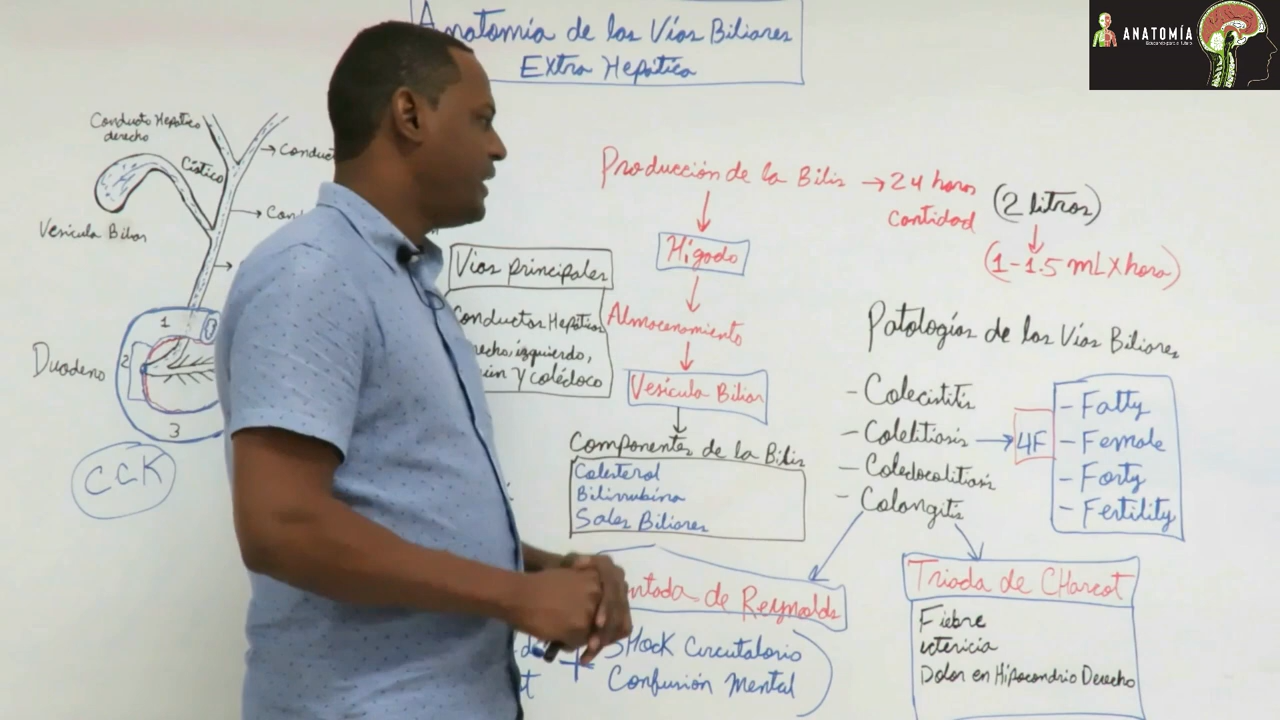 Anatomía de las Vías Biliares
Extra Hepática
ANATOMÍA
Conducto Hepático
derecho
Cístico
Vesícula Biliar
Duodeno
1
2
3
CCK
Vías principales
Conductos Hepáticos
izquierdo,
Y colédoco
Producción de la Bilis → 24 horas
cantidad
(2 litros)
(1-1.5 mL x hora)
Hígado
Almacenamiento
Vesícula Biliar
Componentes de la Bilis
Colesterol
Bilirrubina
Sales Biliares
Patologías de las Vías Biliares
- Colecistitis
- Colelitiasis → 4F
- Coledocolitiasis
- Colangitis
- Fatty
- Female
- Forty
- Fertility
de Reynolds
+ SHock Circulatorio
Confusión Mental
Triada de CHarcot
Fiebre
ictericia
Dolor en Hipocondrio Derecho